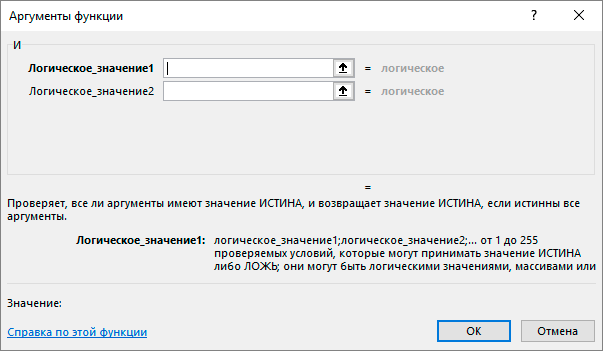 Аргументы функции ? ×
И
Логическое_значение1 = логическое
Логическое_значение2 = логическое
=
Проверяет, все ли аргументы имеют значение ИСТИНА, и возвращает значение ИСТИНА, если истинны все
аргументы.
Логическое_значение1: логическое_значение1;логическое_значение2;... от 1 до 255
проверяемых условий, которые могут принимать значение ИСТИНА
либо ЛОЖЬ; они могут быть логическими значениями, массивами или
Значение:
Справка по этой функции ОК Отмена